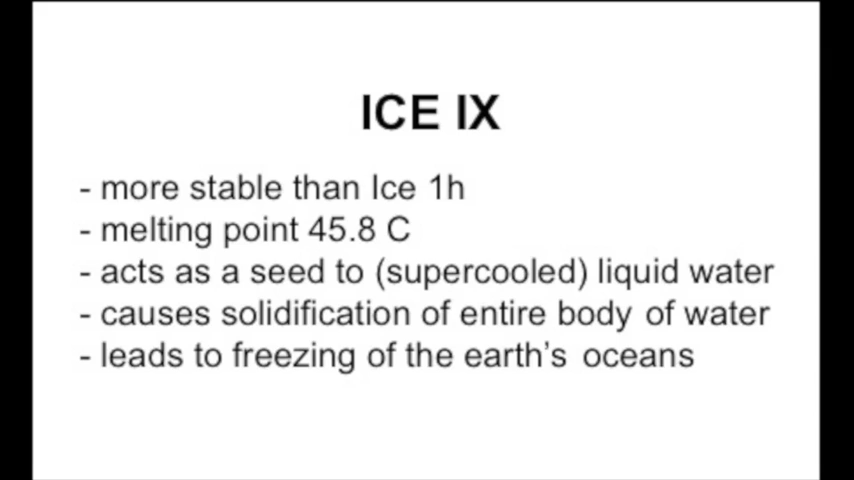 ICE IX
- more stable than Ice 1h
- melting point 45.8 C
- acts as a seed to (supercooled) liquid water
- causes solidification of entire body of water
- leads to freezing of the earth's oceans